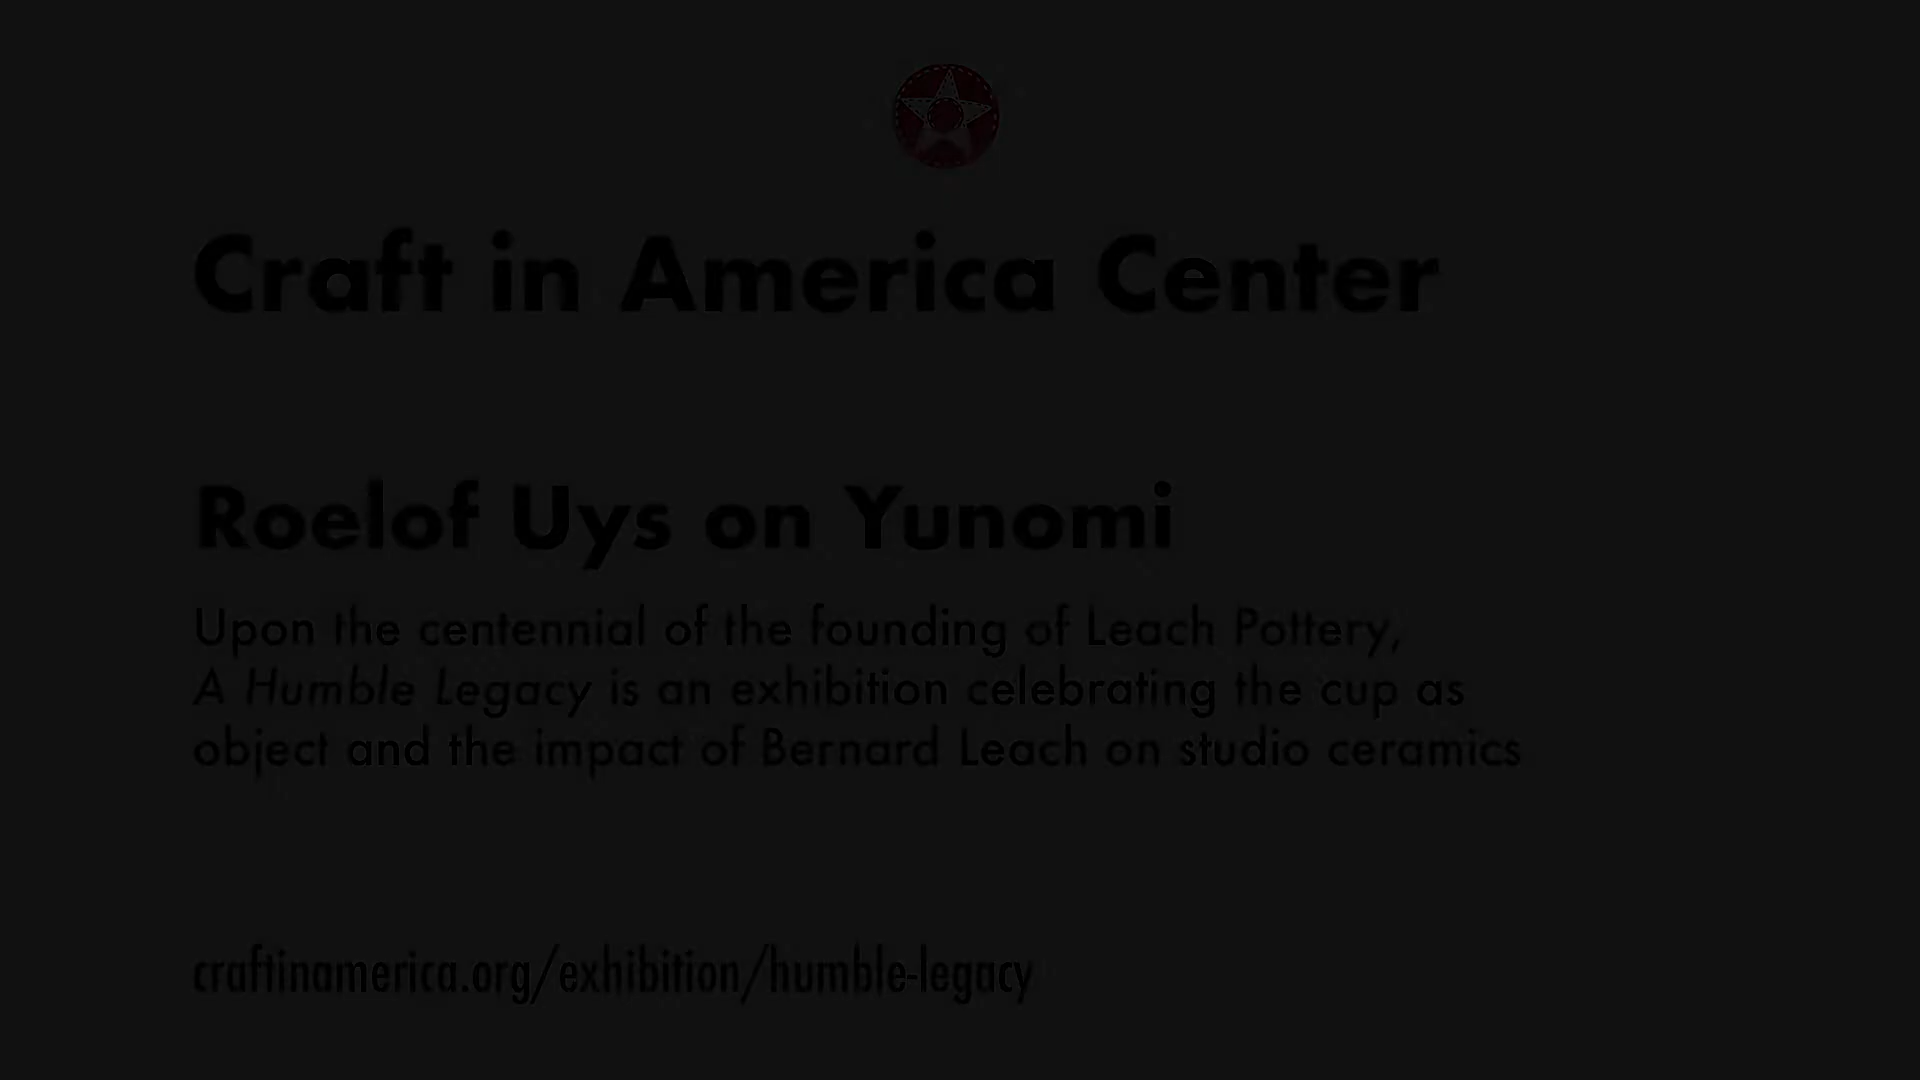 Craft in America Center
Roelof Uys on Yunomi
Upon the centennial of the founding of Leach Pottery,
A Humble Legacy is an exhibition celebrating the cup as
object and the impact of Bernard Leach on studio ceramics
craftinamerica.org/exhibition/humble-legacy